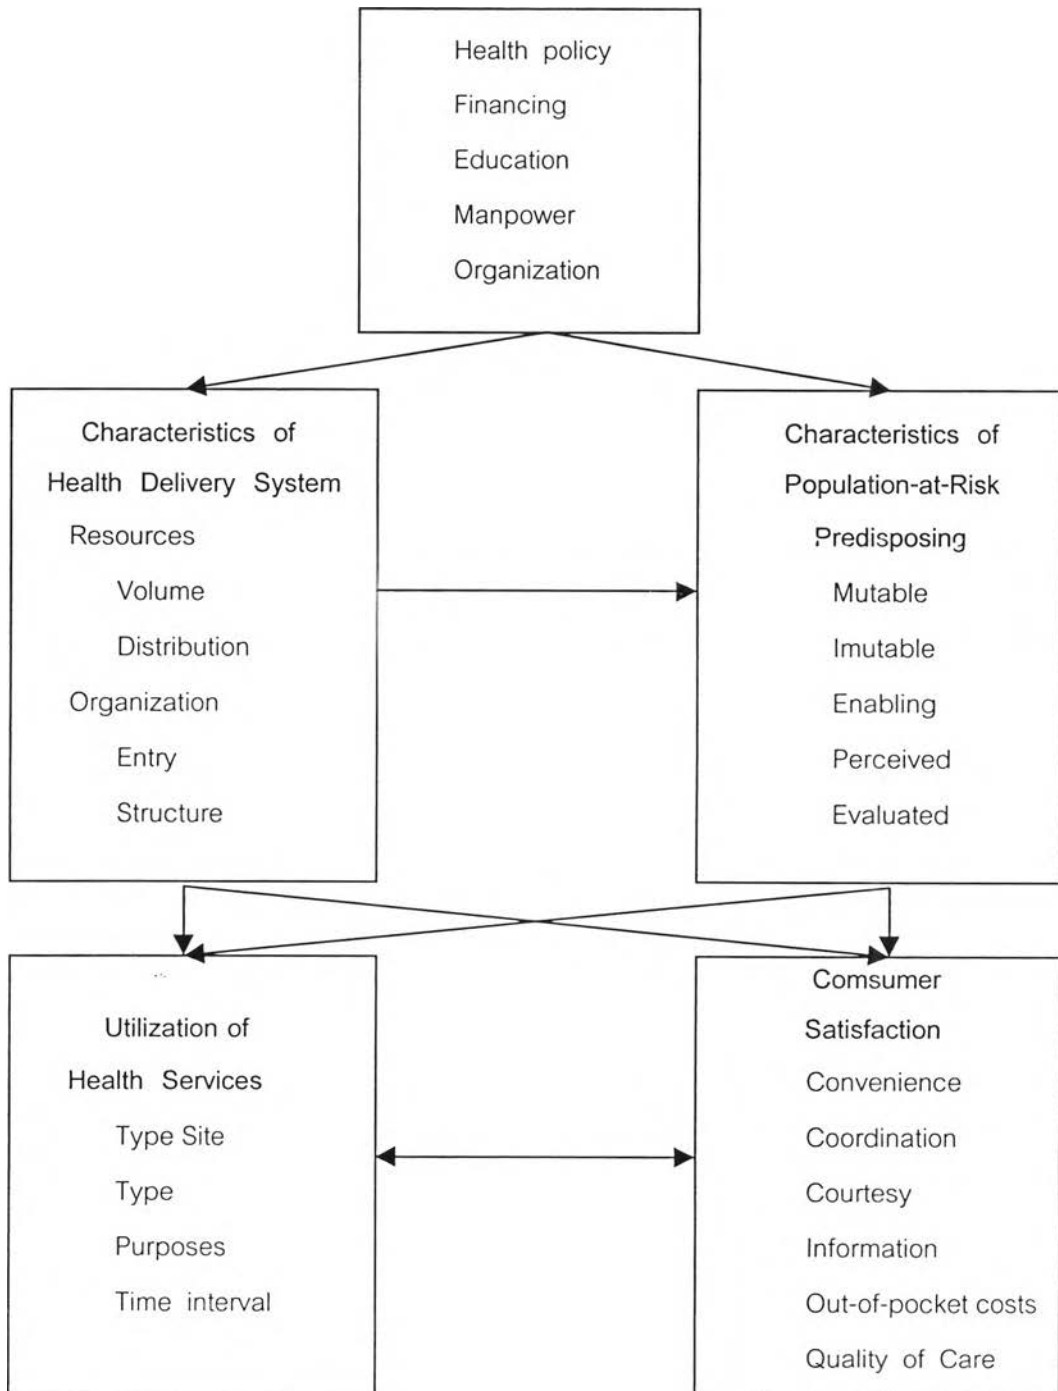 Health policy
Financing
Education
Manpower
Organization
Characteristics of
Health Delivery System
Resources
Volume
Distribution
Organization
Entry
Structure
Characteristics of
Population-at-Risk
Predisposing
Mutable
Imutable
Enabling
Perceived
Evaluated
Utilization of
Health Services
Type Site
Type
Purposes
Time interval
Comsumer
Satisfaction
Convenience
Coordination
Courtesy
Information
Out-of-pocket costs
Quality of Care